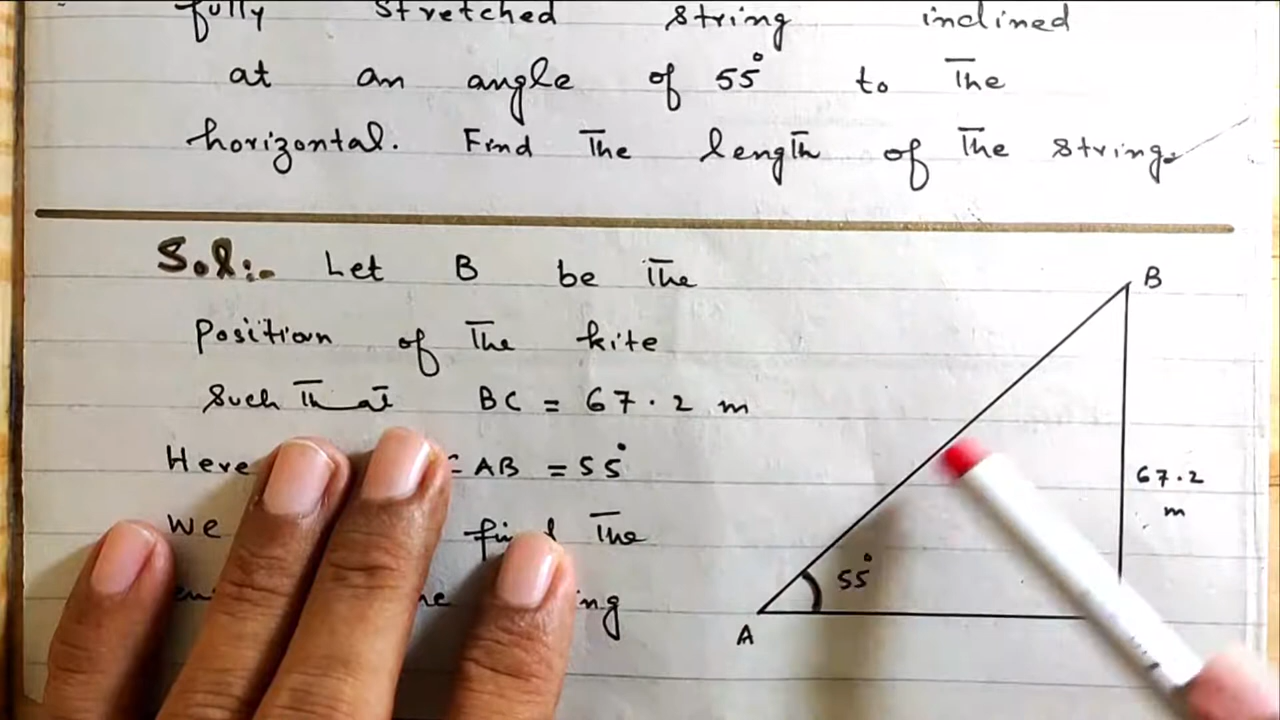 fully stretched string inclined
at an angle of 55° to the
horizontal. Find the length of the string.
Sol:- Let B be the
position of the kite
such that BC = 67.2 m
Here AB = 55°
We the
B
67.2
m
55°
A